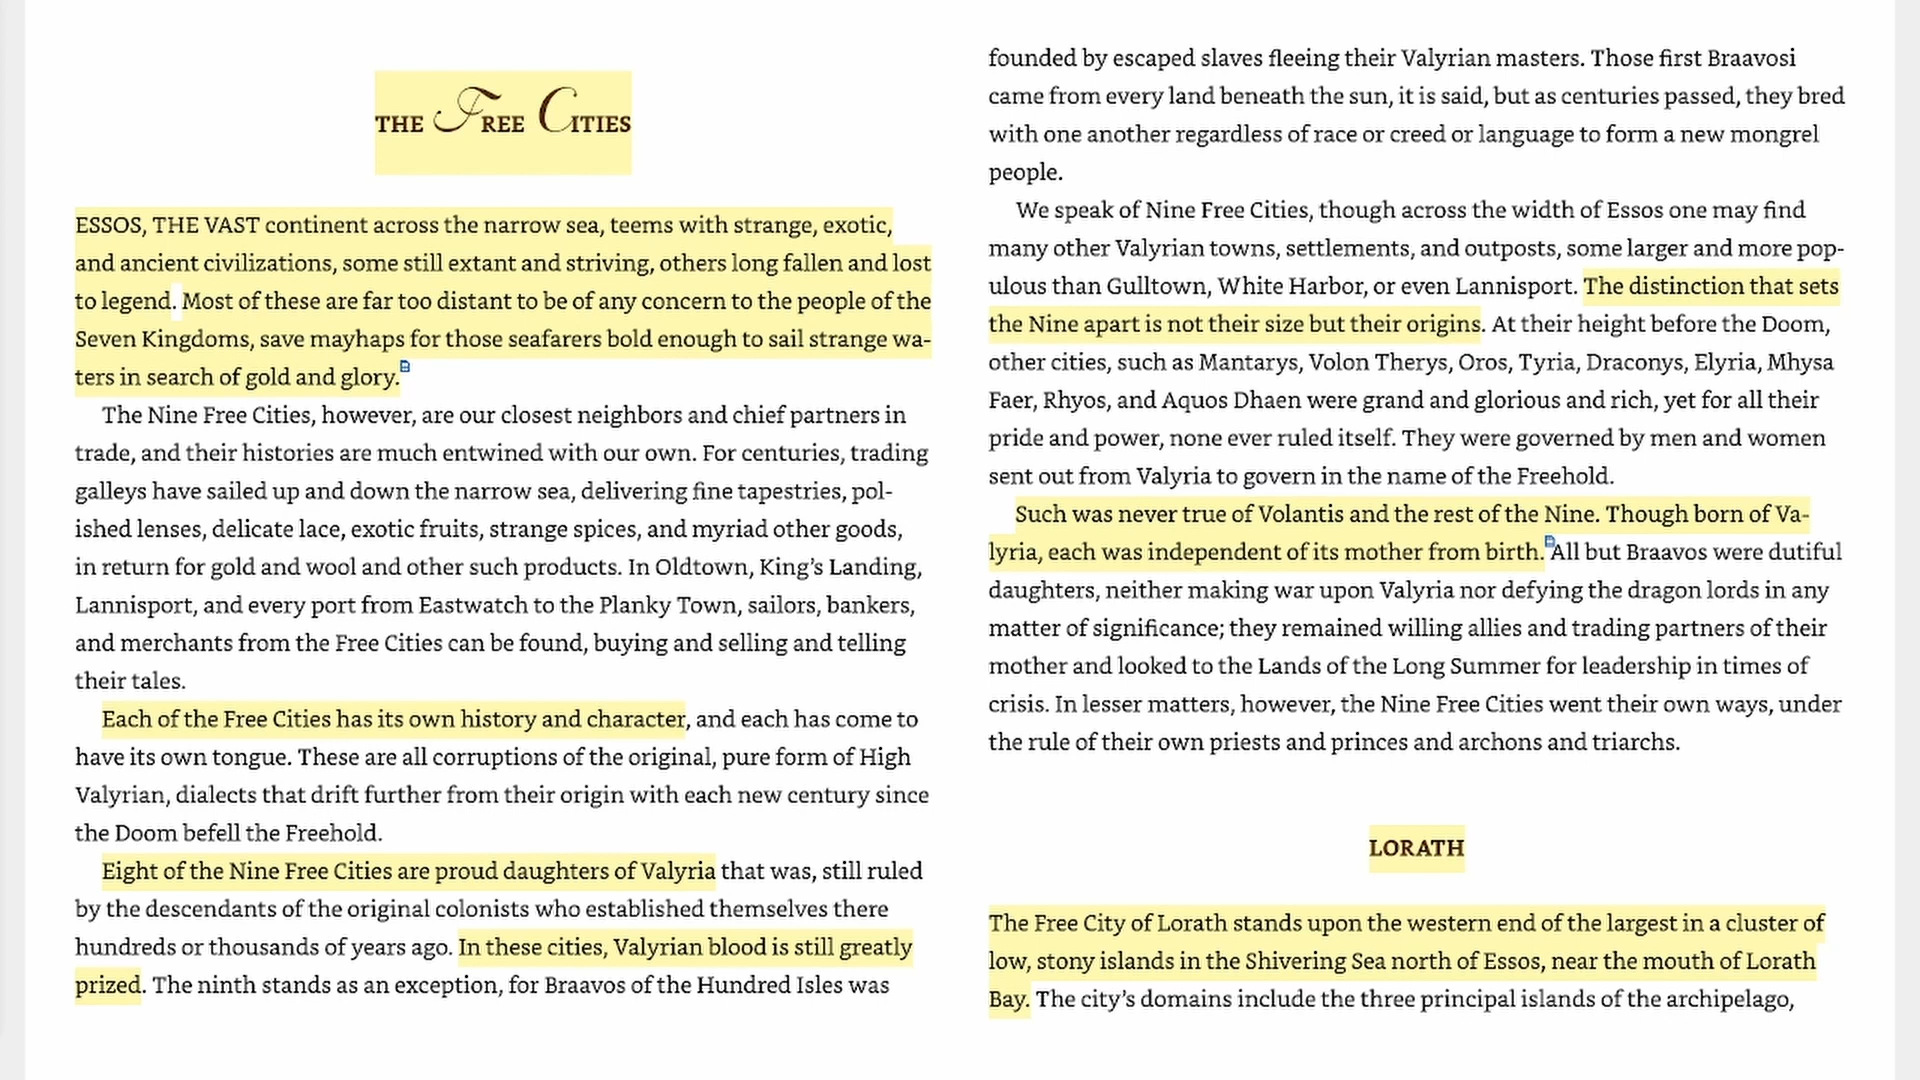 THE FREE CITIES
ESSOS, THE VAST continent across the narrow sea, teems with strange, exotic,
and ancient civilizations, some still extant and striving, others long fallen and lost
to legend. Most of these are far too distant to be of any concern to the people of the
Seven Kingdoms, save mayhaps for those seafarers bold enough to sail strange wa-
ters in search of gold and glory.
The Nine Free Cities, however, are our closest neighbors and chief partners in
trade, and their histories are much entwined with our own. For centuries, trading
galleys have sailed up and down the narrow sea, delivering fine tapestries, pol-
ished lenses, delicate lace, exotic fruits, strange spices, and myriad other goods,
in return for gold and wool and other such products. In Oldtown, King’s Landing,
Lannisport, and every port from Eastwatch to the Planky Town, sailors, bankers,
and merchants from the Free Cities can be found, buying and selling and telling
their tales.
Each of the Free Cities has its own history and character, and each has come to
have its own tongue. These are all corruptions of the original, pure form of High
Valyrian, dialects that drift further from their origin with each new century since
the Doom befell the Freehold.
Eight of the Nine Free Cities are proud daughters of Valyria that was, still ruled
by the descendants of the original colonists who established themselves there
hundreds or thousands of years ago. In these cities, Valyrian blood is still greatly
prized. The ninth stands as an exception, for Braavos of the Hundred Isles was
founded by escaped slaves fleeing their Valyrian masters. Those first Braavosi
came from every land beneath the sun, it is said, but as centuries passed, they bred
with one another regardless of race or creed or language to form a new mongrel
people.
We speak of Nine Free Cities, though across the width of Essos one may find
many other Valyrian towns, settlements, and outposts, some larger and more pop-
ulous than Gulltown, White Harbor, or even Lannisport. The distinction that sets
the Nine apart is not their size but their origins. At their height before the Doom,
other cities, such as Mantarys, Volon Therys, Oros, Tyria, Draconys, Elyria, Mhysa
Faer, Rhyos, and Aquos Dhaen were grand and glorious and rich, yet for all their
pride and power, none ever ruled itself. They were governed by men and women
sent out from Valyria to govern in the name of the Freehold.
Such was never true of Volantis and the rest of the Nine. Though born of Va-
lyria, each was independent of its mother from birth. All but Braavos were dutiful
daughters, neither making war upon Valyria nor defying the dragon lords in any
matter of significance; they remained willing allies and trading partners of their
mother and looked to the Lands of the Long Summer for leadership in times of
crisis. In lesser matters, however, the Nine Free Cities went their own ways, under
the rule of their own priests and princes and archons and triarchs.
LORATH
The Free City of Lorath stands upon the western end of the largest in a cluster of
low, stony islands in the Shivering Sea north of Essos, near the mouth of Lorath
Bay. The city’s domains include the three principal islands of the archipelago,